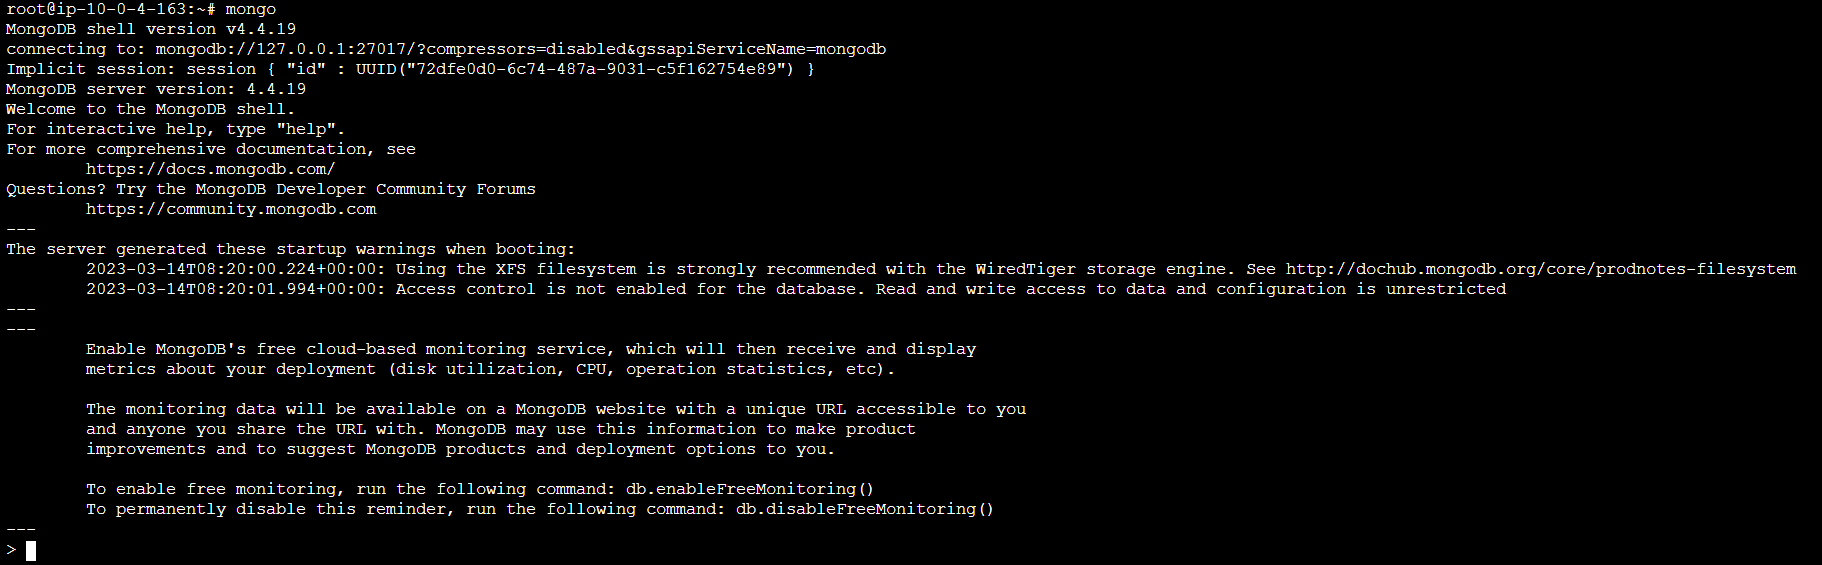 root@ip-10-0-4-163:~# mongo
MongoDB shell version v4.4.19
connecting to: mongodb://127.0.0.1:27017/?compressors=disabled&gssapiServiceName=mongodb
Implicit session: session { "id" : UUID("72dfe0d0-6c74-487a-9031-c5f162754e89") }
MongoDB server version: 4.4.19
Welcome to the MongoDB shell.
For interactive help, type "help".
For more comprehensive documentation, see
        https://docs.mongodb.com/
Questions? Try the MongoDB Developer Community Forums
        https://community.mongodb.com
---
The server generated these startup warnings when booting:
        2023-03-14T08:20:00.224+00:00: Using the XFS filesystem is strongly recommended with the WiredTiger storage engine. See http://dochub.mongodb.org/core/prodnotes-filesystem
        2023-03-14T08:20:01.994+00:00: Access control is not enabled for the database. Read and write access to data and configuration is unrestricted
---
---
        Enable MongoDB's free cloud-based monitoring service, which will then receive and display
        metrics about your deployment (disk utilization, CPU, operation statistics, etc).

        The monitoring data will be available on a MongoDB website with a unique URL accessible to you
        and anyone you share the URL with. MongoDB may use this information to make product
        improvements and to suggest MongoDB products and deployment options to you.

        To enable free monitoring, run the following command: db.enableFreeMonitoring()
        To permanently disable this reminder, run the following command: db.disableFreeMonitoring()
---
>